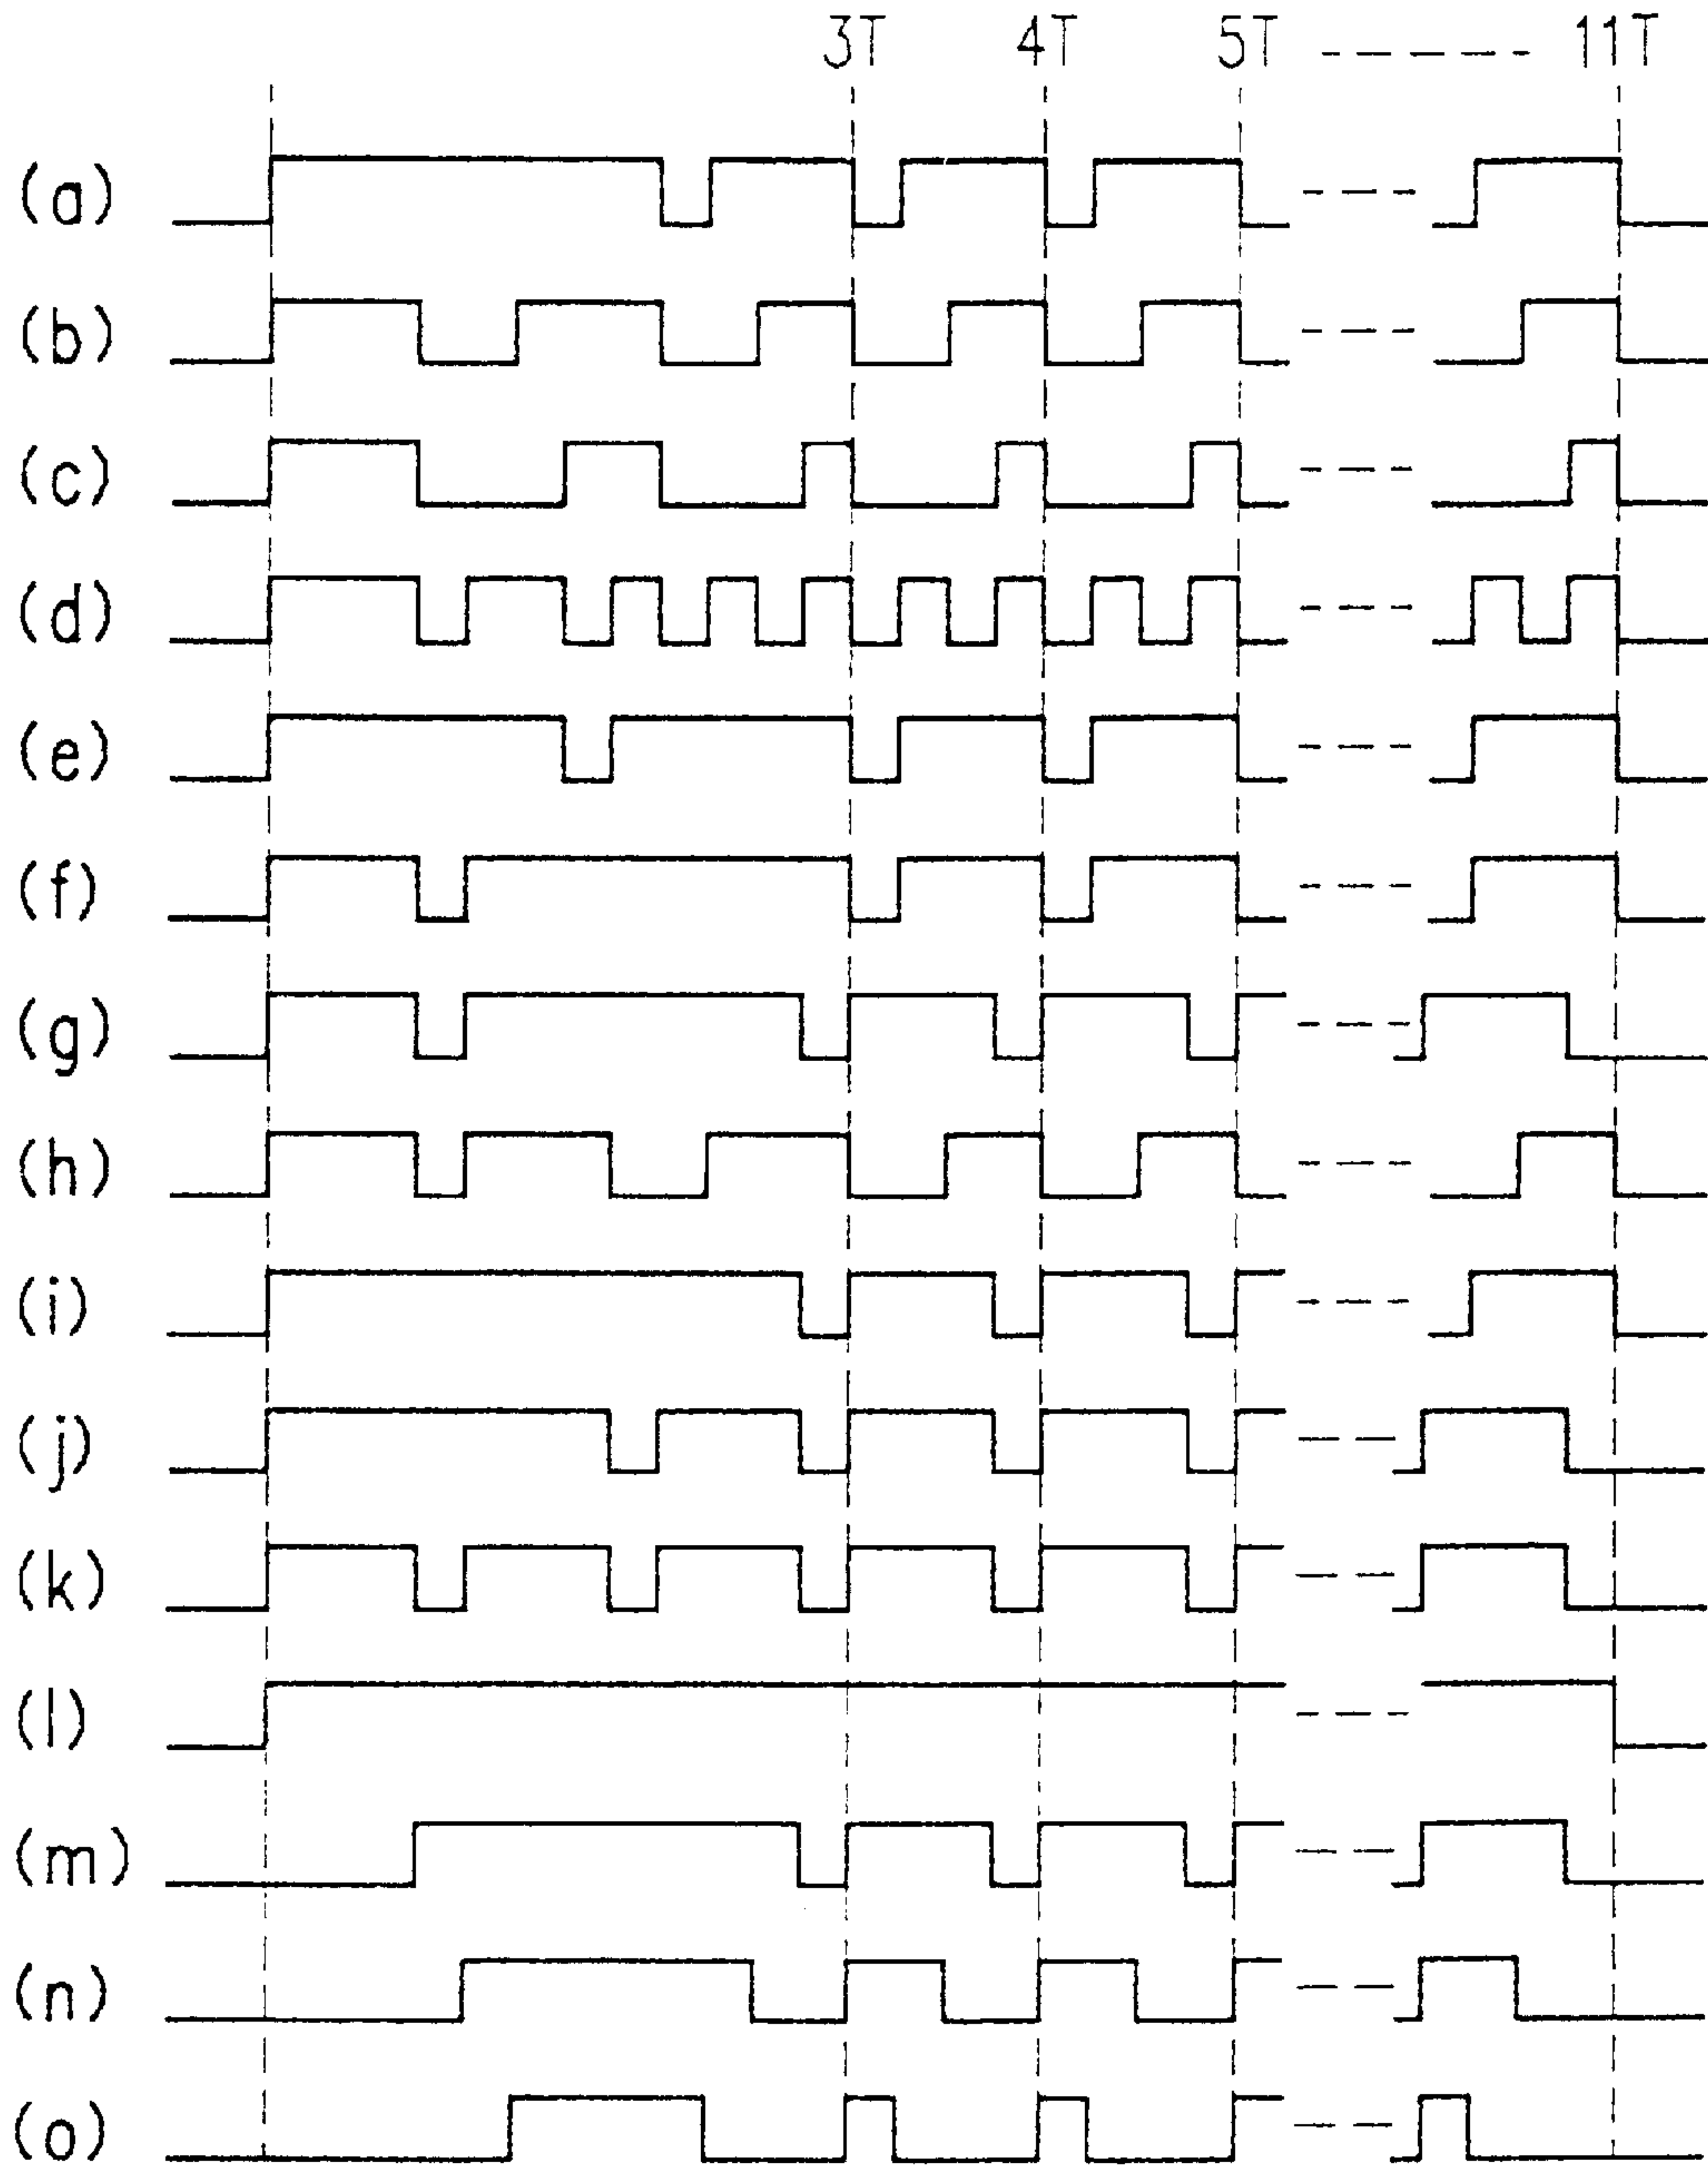 3T 4T 5T ------ 11T
(a)
(b)
(c)
(d)
(e)
(f)
(g)
(h)
(i)
(j)
(k)
(l)
(m)
(n)
(o)